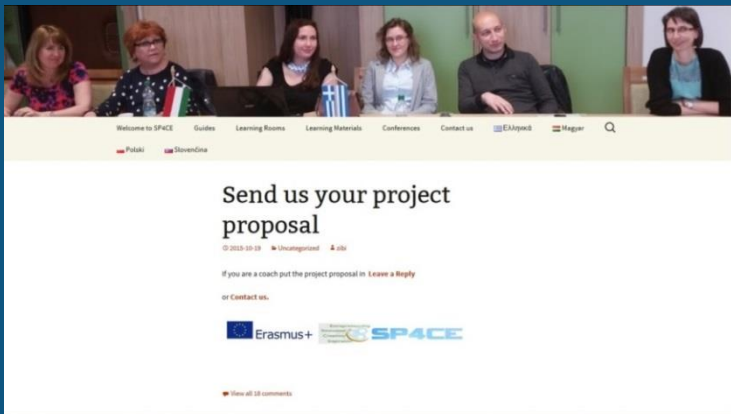 Welcome to SP4CE Guides Learning Rooms Learning Materials Conferences Contact us Ελληνικά Magyar
Polski Slovenčina
Send us your project
proposal
2015-10-19 Uncategorized zibi
If you are a coach put the project proposal in Leave a Reply
or Contact us.
Erasmus+ SP4CE
View all 18 comments